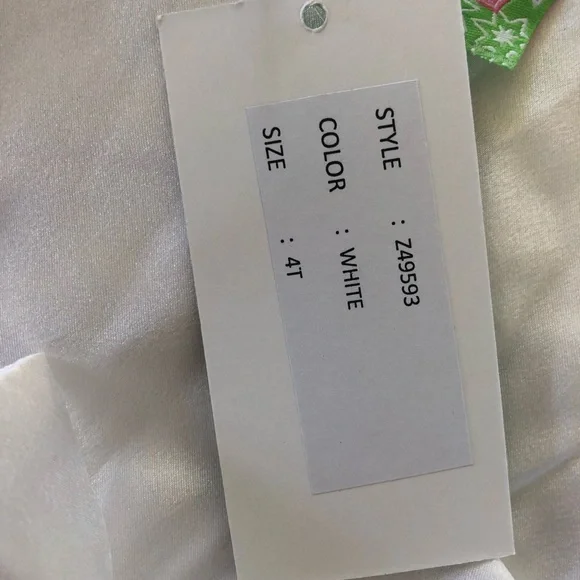 STYLE : Z49593
COLOR : WHITE
SIZE : 4T